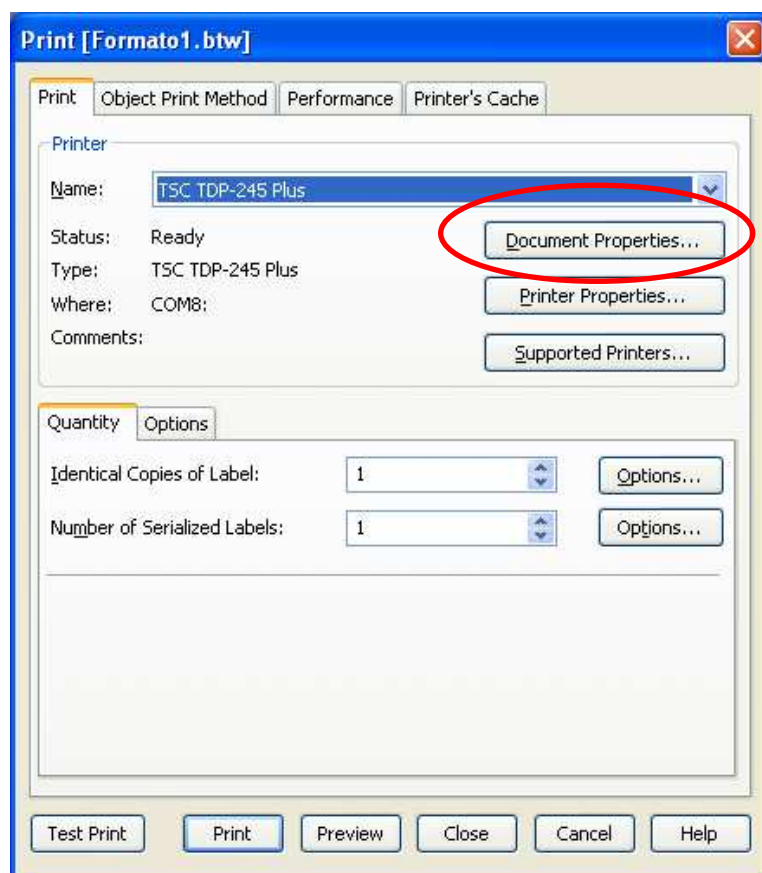 Print [Formato1.btw]
Print Object Print Method Performance Printer's Cache
Printer
Name: TSC TDP-245 Plus
Status: Ready Document Properties...
Type: TSC TDP-245 Plus
Where: COM8: Printer Properties...
Comments: Supported Printers...
Quantity Options
Identical Copies of Label: 1 Options...
Number of Serialized Labels: 1 Options...
Test Print Print Preview Close Cancel Help